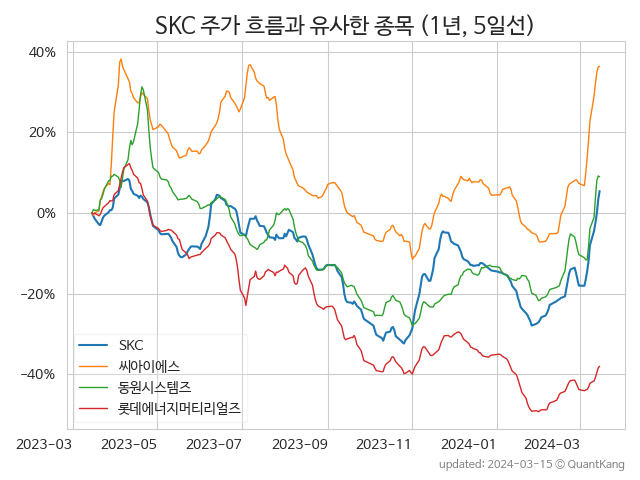 SKC 주가 흐름과 유사한 종목 (1년, 5일선)
40%
20%
0%
−20%
−40%
SKC
씨아이에스
동원시스템즈
롯데에너지머티리얼즈
2023-03 2023-05 2023-07 2023-09 2023-11 2024-01 2024-03
updated: 2024-03-15 © QuantKang